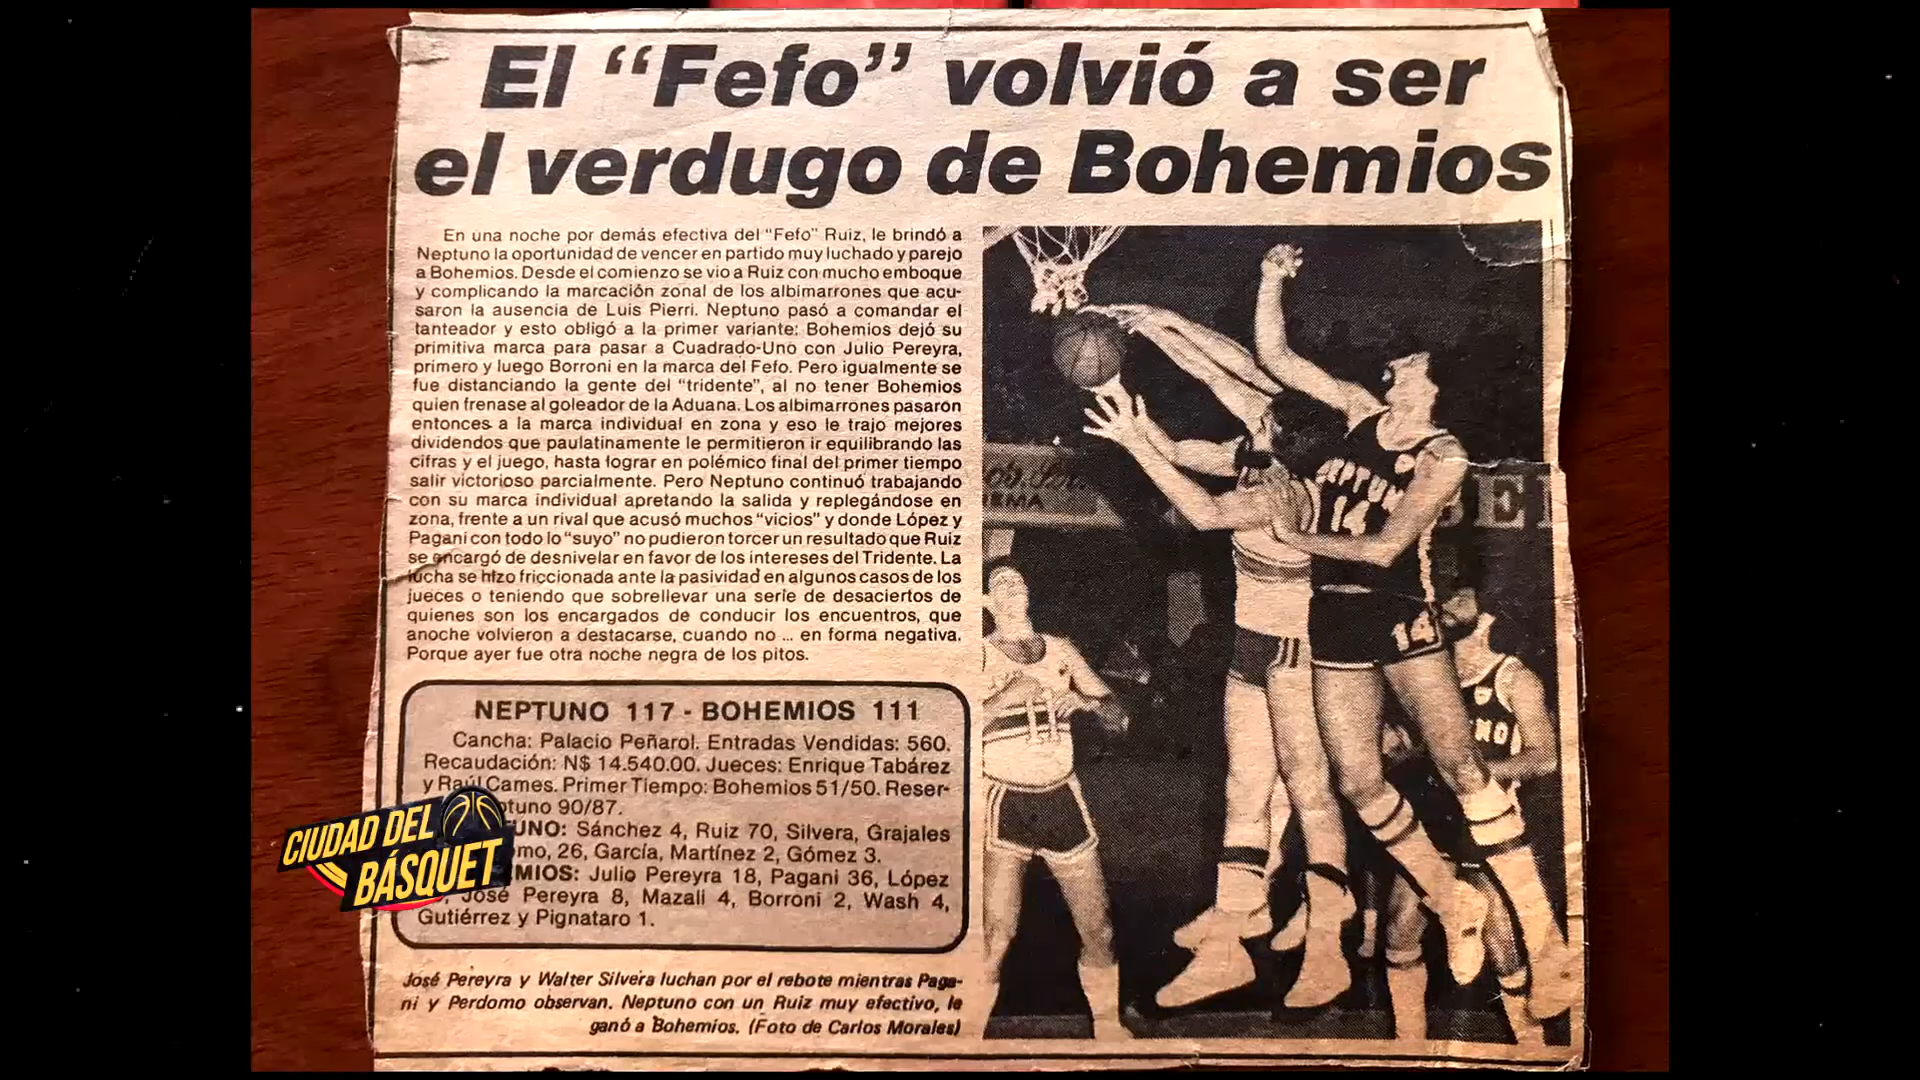 El “Fefo” volvió a ser
el verdugo de Bohemios
En una noche por demás efectiva del “Fefo” Ruiz, le brindó a
Neptuno la oportunidad de vencer en partido muy luchado y parejo
a Bohemios. Desde el comienzo se vio a Ruiz con mucho emboque
y complicando la marcación zonal de los albimarrones que acu-
saron la ausencia de Luis Pierri. Neptuno pasó a comandar el
tanteador y esto obligó a la primer variante: Bohemios dejó su
primitiva marca para pasar a Cuadrado-Uno con Julio Pereyra,
primero y luego Borroni en la marca del Fefo. Pero igualmente se
fue distanciando la gente del “tridente”, al no tener Bohemios
quien frenase al goleador de la Aduana. Los albimarrones pasaron
entonces a la marca individual en zona y eso le trajo mejores
dividendos que paulatinamente le permitieron ir equilibrando las
cifras y el juego, hasta lograr en polémico final del primer tiempo
salir victorioso parcialmente. Pero Neptuno continuó trabajando
con su marca individual apretando la salida y replegándose en
zona, frente a un rival que acusó muchos “vicios” y donde López y
Pagani con todo lo “suyo” no pudieron torcer un resultado que Ruiz
se encargó de desnivelar en favor de los intereses del Tridente. La
lucha se hizo friccionada ante la pasividad en algunos casos de los
jueces o teniendo que sobrellevar una serie de desaciertos de
quienes son los encargados de conducir los encuentros, que
anoche volvieron a destacarse, cuando no ... en forma negativa.
Porque ayer fue otra noche negra de los pitos.
NEPTUNO 117 - BOHEMIOS 111
Cancha: Palacio Peñarol. Entradas Vendidas: 560.
Recaudación: N$ 14.540.00. Jueces: Enrique Tabárez
y Raúl Cames. Primer Tiempo: Bohemios 51/50. Reser-
ptuno 90/87.
UNO: Sánchez 4, Ruiz 70, Silvera, Grajales
mo, 26, García, Martínez 2, Gómez 3.
MIOS: Julio Pereyra 18, Pagani 36, López
José Pereyra 8, Mazali 4, Borroni 2, Wash 4,
Gutiérrez y Pignataro 1.
José Pereyra y Walter Silvera luchan por el rebote mientras Paga-
ni y Perdomo observan. Neptuno con un Ruiz muy efectivo, le
ganó a Bohemios. (Foto de Carlos Morales)
NEPTUN
14
14
CIUDAD DEL
BÁSQUET